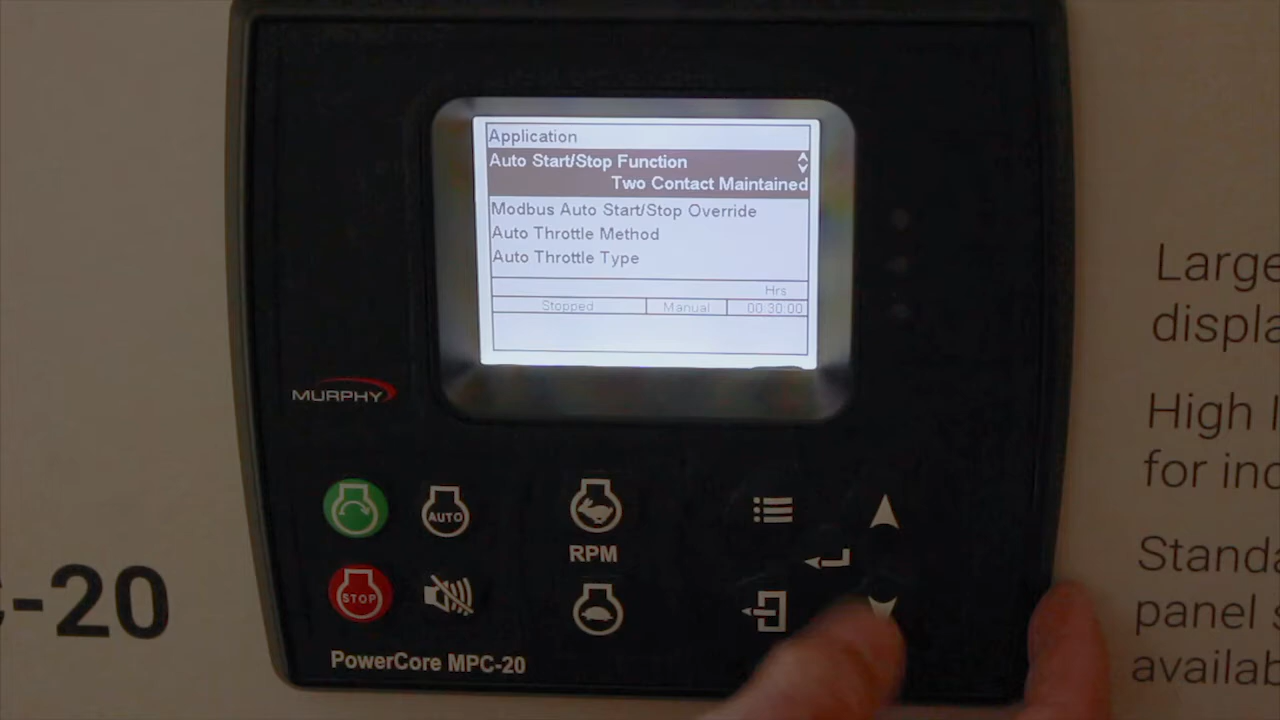 Application
Auto Start/Stop Function
Two Contact Maintained
Modbus Auto Start/Stop Override
Auto Throttle Method
Auto Throttle Type
Hrs
Stopped Manual 00:30:00
MURPHY
AUTO
RPM
STOP
PowerCore MPC-20
-20
Large
displa
High
for inc
Standa
panel s
availab